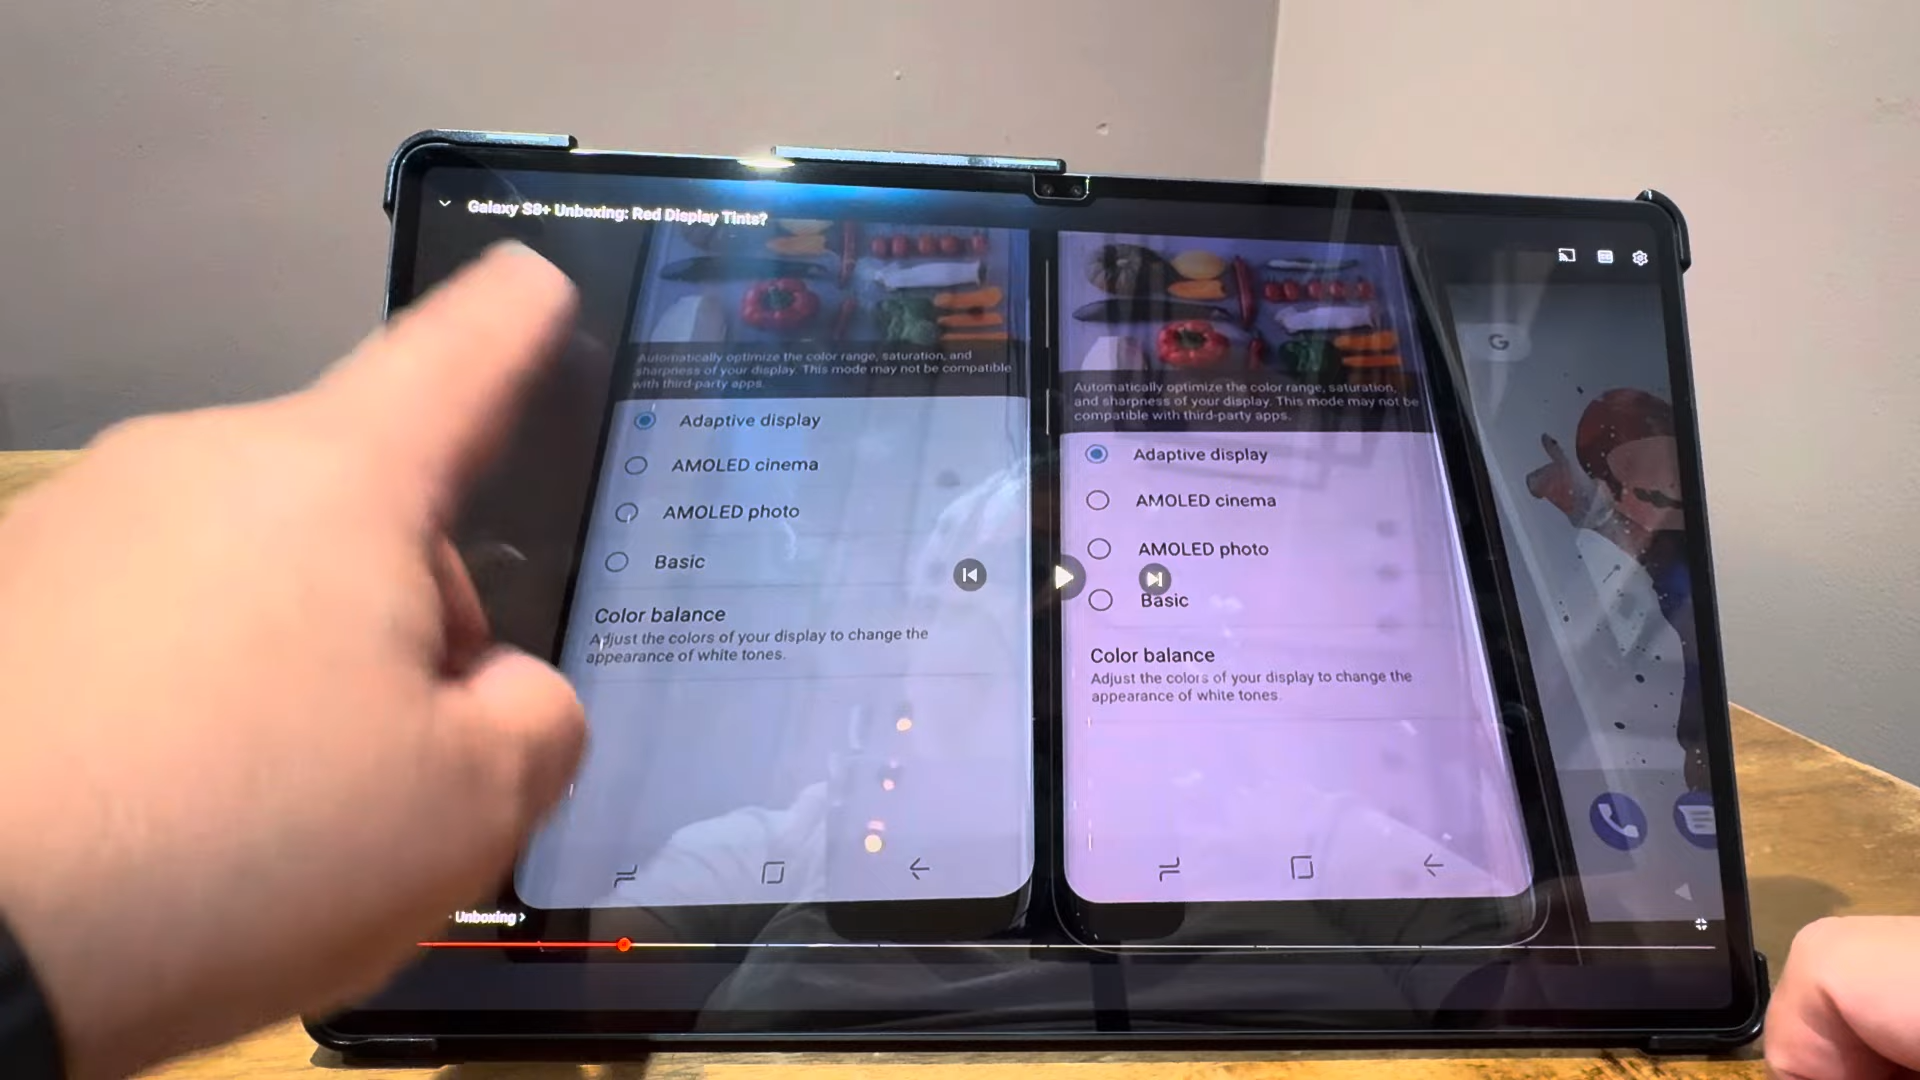 Galaxy S8+ Unboxing: Red Display Tints?
Automatically optimize the color range, saturation, and
sharpness of your display. This mode may not be compatible
with third-party apps.
Adaptive display
AMOLED cinema
AMOLED photo
Basic
Color balance
Adjust the colors of your display to change the
appearance of white tones.
Automatically optimize the color range, saturation,
and sharpness of your display. This mode may not be
compatible with third-party apps.
Adaptive display
AMOLED cinema
AMOLED photo
Basic
Color balance
Adjust the colors of your display to change the
appearance of white tones.
G
· Unboxing >